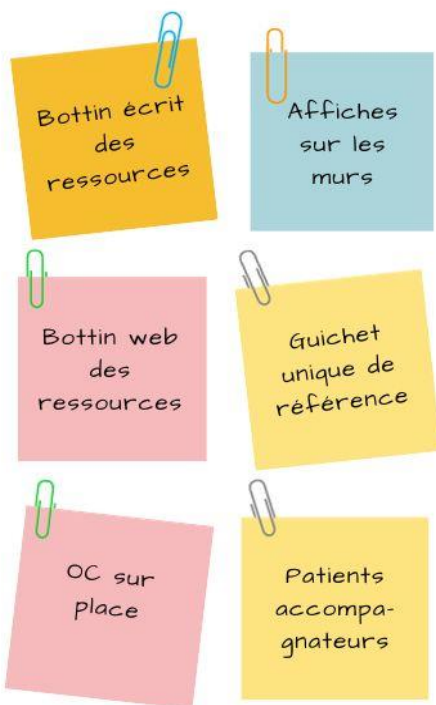 Bottin écrit
des
ressources
Affiches
sur les
murs
Bottin web
des
ressources
Guichet
unique de
référence
OC sur
place
Patients
accompa-
gnateurs